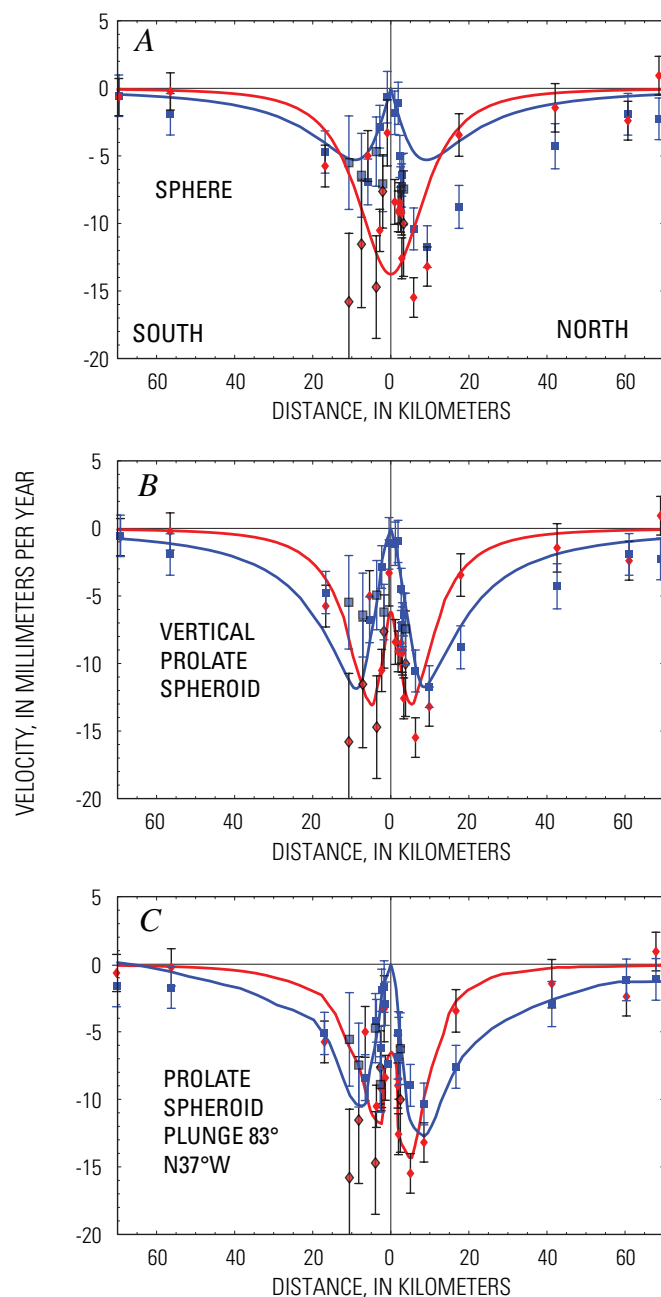 A
5
0
-5
-10
-15
-20
SPHERE
SOUTH
NORTH
60 40 20 0 20 40 60
DISTANCE, IN KILOMETERS
VELOCITY, IN MILLIMETERS PER YEAR
B
5
0
-5
-10
-15
-20
VERTICAL
PROLATE
SPHEROID
60 40 20 0 20 40 60
DISTANCE, IN KILOMETERS
C
5
0
-5
-10
-15
-20
PROLATE
SPHEROID
PLUNGE 83°
N37°W
60 40 20 0 20 40 60
DISTANCE, IN KILOMETERS